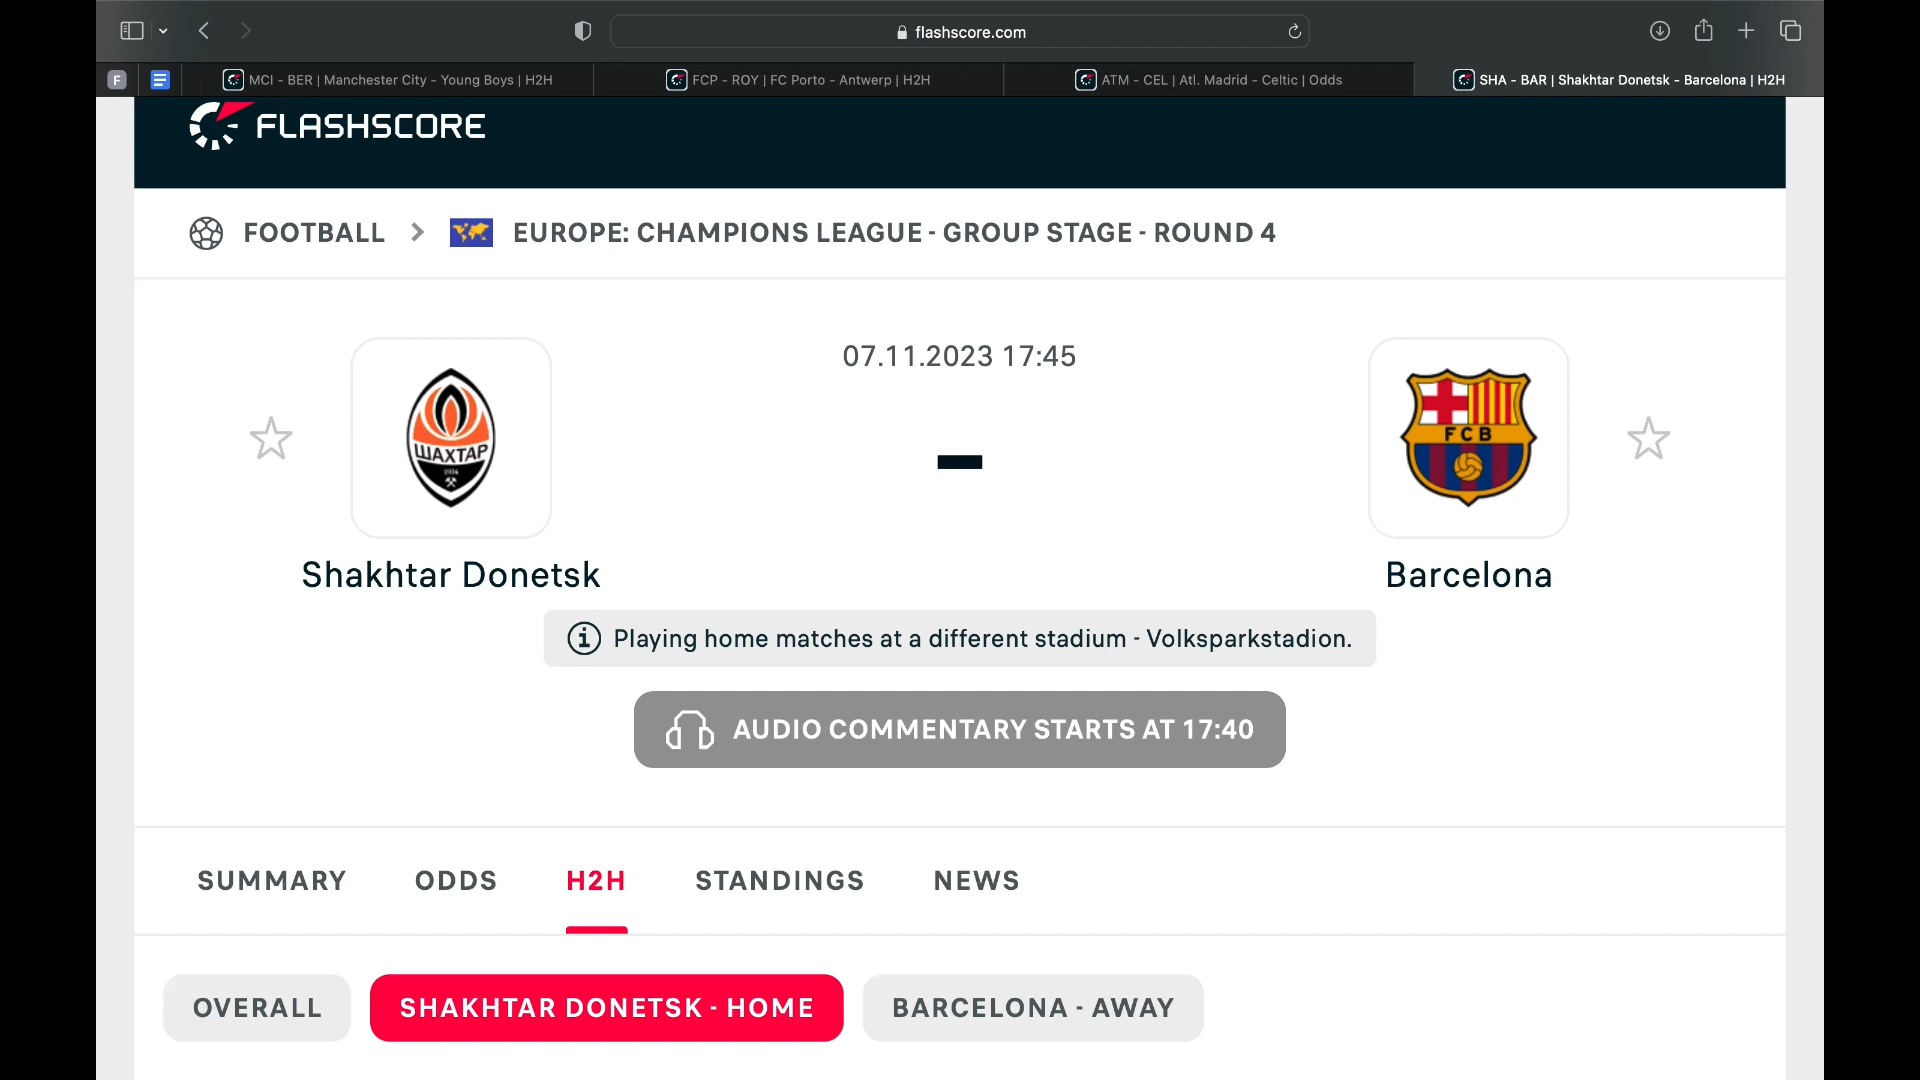 flashscore.com
F
MCI - BER | Manchester City - Young Boys | H2H
FCP - ROY | FC Porto - Antwerp | H2H
ATM - CEL | Atl. Madrid - Celtic | Odds
SHA - BAR | Shakhtar Donetsk - Barcelona | H2H
FLASHSCORE
FOOTBALL
EUROPE: CHAMPIONS LEAGUE - GROUP STAGE - ROUND 4
07.11.2023 17:45
ШАХТАР
1936
FCB
-
Shakhtar Donetsk
Barcelona
Playing home matches at a different stadium - Volksparkstadion.
AUDIO COMMENTARY STARTS AT 17:40
SUMMARY
ODDS
H2H
STANDINGS
NEWS
OVERALL
SHAKHTAR DONETSK - HOME
BARCELONA - AWAY